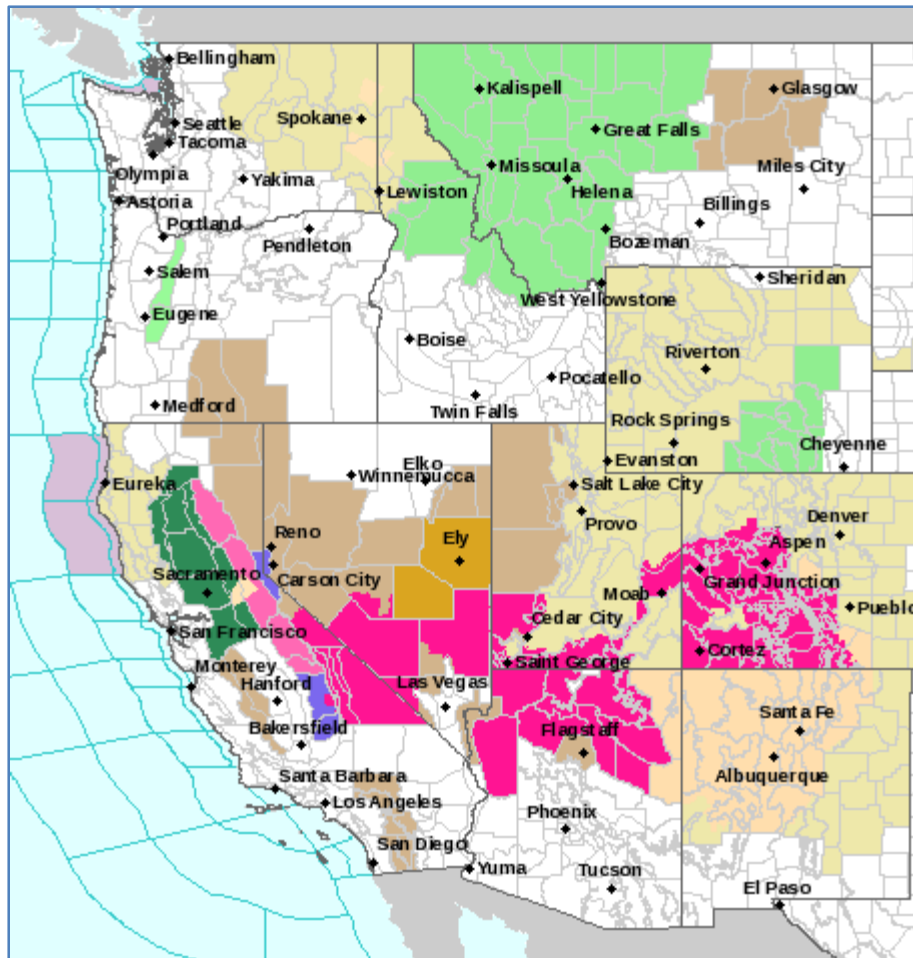 Bellingham
Kalispell
Glasgow
Seattle
Spokane
Great Falls
Tacoma
Olympia
Missoula
Miles City
Yakima
Lewiston
Helena
Astoria
Billings
Portland
Pendleton
Bozeman
Salem
Sheridan
West Yellowstone
Eugene
Boise
Riverton
Pocatello
Medford
Twin Falls
Rock Springs
Cheyenne
Elko
Evanston
Eureka
Winnemucca
Salt Lake City
Provo
Denver
Reno
Ely
Aspen
Sacramento
Carson City
Grand Junction
Moab
Pueblo
San Francisco
Cedar City
Cortez
Monterey
Saint George
Hanford
Las Vegas
Bakersfield
Flagstaff
Santa Fe
Albuquerque
Santa Barbara
Los Angeles
Phoenix
San Diego
Yuma
Tucson
El Paso